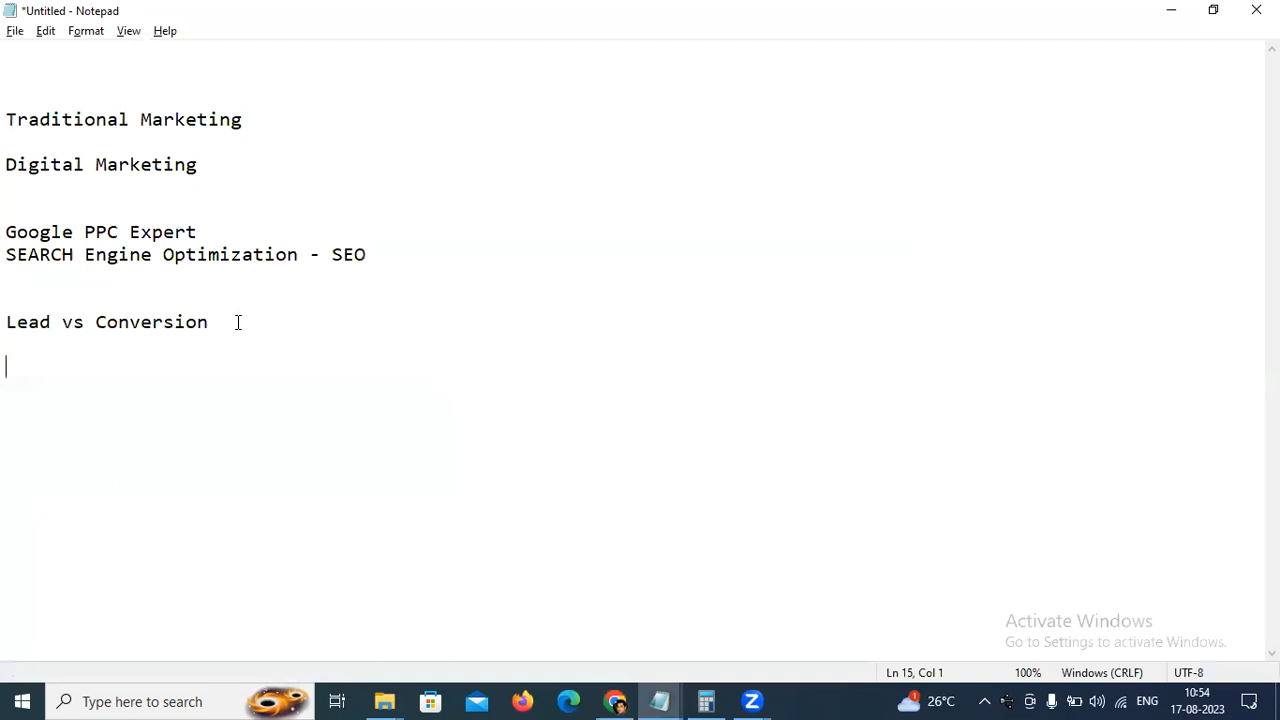 *Untitled - Notepad
File Edit Format View Help
Traditional Marketing
Digital Marketing
Google PPC Expert
SEARCH Engine Optimization - SEO
Lead vs Conversion
Activate Windows
Go to Settings to activate Windows.
Ln 15, Col 1 100% Windows (CRLF) UTF-8
Type here to search 1 26°C ENG 10:54
17-08-2023